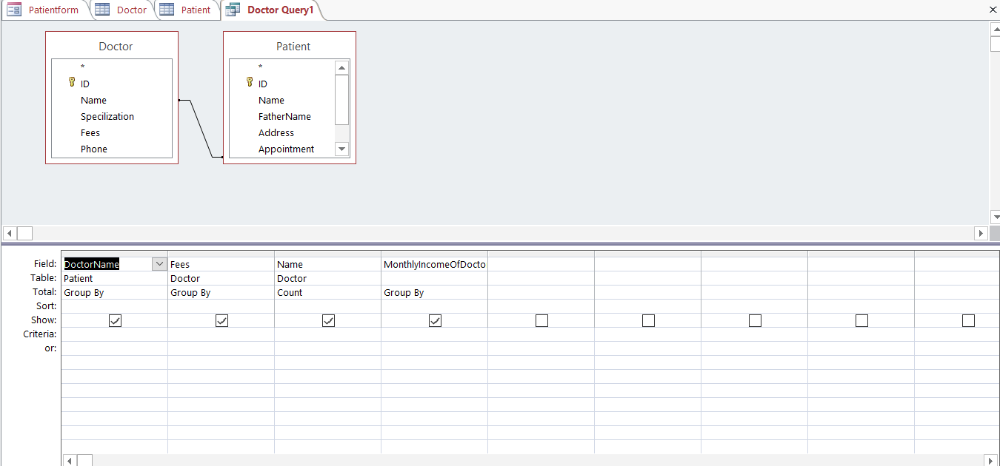 Patientform Doctor Patient Doctor Query1
Doctor
*
ID
Name
Specilization
Fees
Phone
Patient
*
ID
Name
FatherName
Address
Appointment
Field: DoctorName Fees Name MonthlyIncomeOfDocto
Table: Patient Doctor Doctor
Total: Group By Group By Count Group By
Sort:
Show:
Criteria:
or: